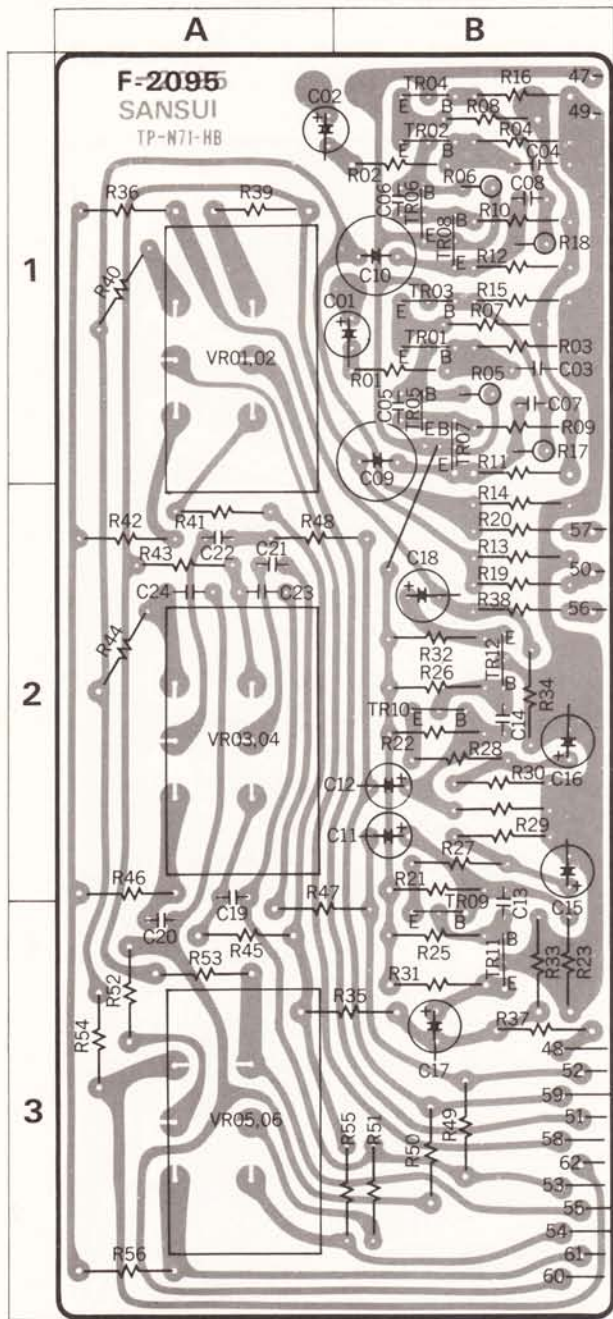 A B
F-2095 47
SANSUI TR04 R16
TP-N71-HB C02 E B R08 49
TR02 R04
E B C04
R02 R06
R36 R39 C06 TR06 B C08
B R10
E TR08 R18
E R12
1 R40 C10
TR03 R15
C01 E B R07
TR01 R03
VR01,02 E B C03
R01 R05
C05 TR05 B C07
E B TR07 R09
C09 E R11 R17
R14
R42 R41 R48 R20 57
C22
R43 C21 R13 50
C18 R19
C24 C23 R38 56
R44 R32 TR12 E
R26 B R34
2 TR10 C14
VR03,04 E B
R22 R28 C16
C12 R30
C11 R29
R27
R46 R21 C15
C19 R47 TR09 C13
C20 E B
R45 R25 TR11 B R33 R23
R53 R31 E
R52 R35 R37
R54 C17 48
52
59
3 VR05,06 R55 R51 R50 R49 51
58
62
53
55
54
R56 61
60